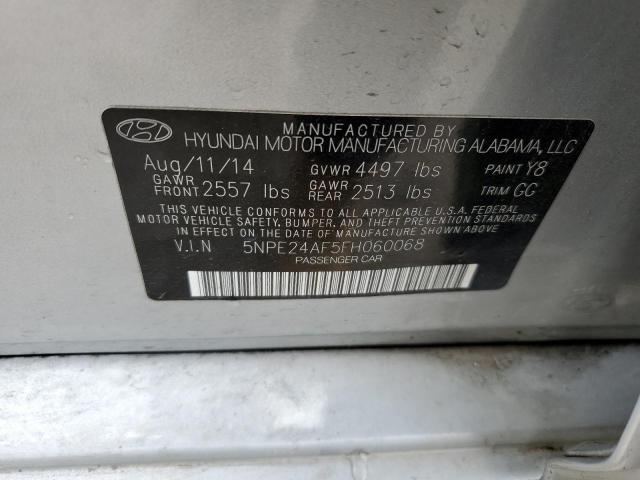 MANUFACTURED BY
HYUNDAI MOTOR MANUFACTURING ALABAMA, LLC
Aug/11/14 GVWR 4497 lbs PAINT Y8
GAWR FRONT 2557 lbs GAWR REAR 2513 lbs TRIM GC
THIS VEHICLE CONFORMS TO ALL APPLICABLE U.S.A. FEDERAL
MOTOR VEHICLE SAFETY, BUMPER, AND THEFT PREVENTION STANDARDS
IN EFFECT ON THE DATE OF MANUFACTURE SHOWN ABOVE.
V.I.N 5NPE24AF5FH060068
PASSENGER CAR